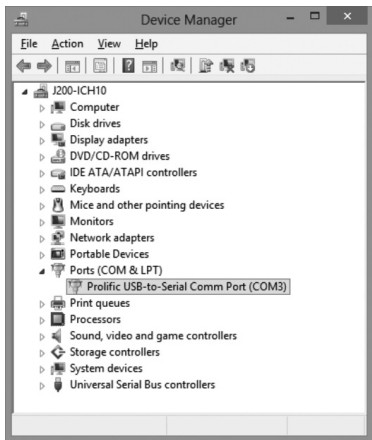 Device Manager
File Action View Help
J200-ICH10
Computer
Disk drives
Display adapters
DVD/CD-ROM drives
IDE ATA/ATAPI controllers
Keyboards
Mice and other pointing devices
Monitors
Network adapters
Portable Devices
Ports (COM & LPT)
Prolific USB-to-Serial Comm Port (COM3)
Print queues
Processors
Sound, video and game controllers
Storage controllers
System devices
Universal Serial Bus controllers